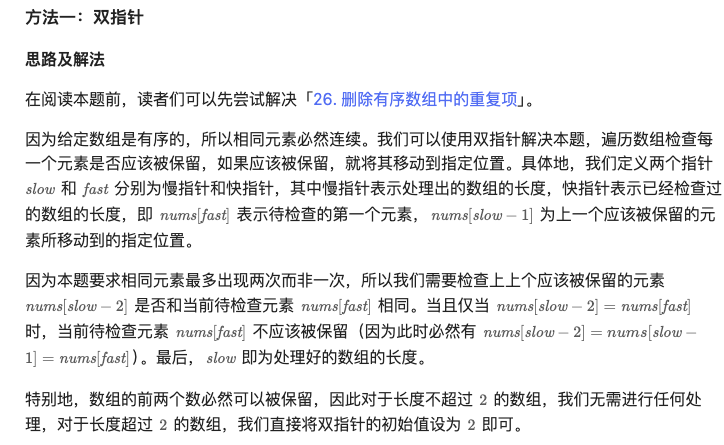 方法一：双指针
思路及解法
在阅读本题前，读者们可以先尝试解决「26. 删除有序数组中的重复项」。
因为给定数组是有序的，所以相同元素必然连续。我们可以使用双指针解决本题，遍历数组检查每
一个元素是否应该被保留，如果应该被保留，就将其移动到指定位置。具体地，我们定义两个指针
slow 和 fast 分别为慢指针和快指针，其中慢指针表示处理出的数组的长度，快指针表示已经检查过
的数组的长度，即 nums[fast] 表示待检查的第一个元素，nums[slow − 1] 为上一个应该被保留的元
素所移动到的指定位置。
因为本题要求相同元素最多出现两次而非一次，所以我们需要检查上上个应该被保留的元素
nums[slow − 2] 是否和当前待检查元素 nums[fast] 相同。当且仅当 nums[slow − 2] = nums[fast]
时，当前待检查元素 nums[fast] 不应该被保留（因为此时必然有 nums[slow − 2] = nums[slow −
1] = nums[fast]）。最后，slow 即为处理好的数组的长度。
特别地，数组的前两个数必然可以被保留，因此对于长度不超过 2 的数组，我们无需进行任何处
理，对于长度超过 2 的数组，我们直接将双指针的初始值设为 2 即可。